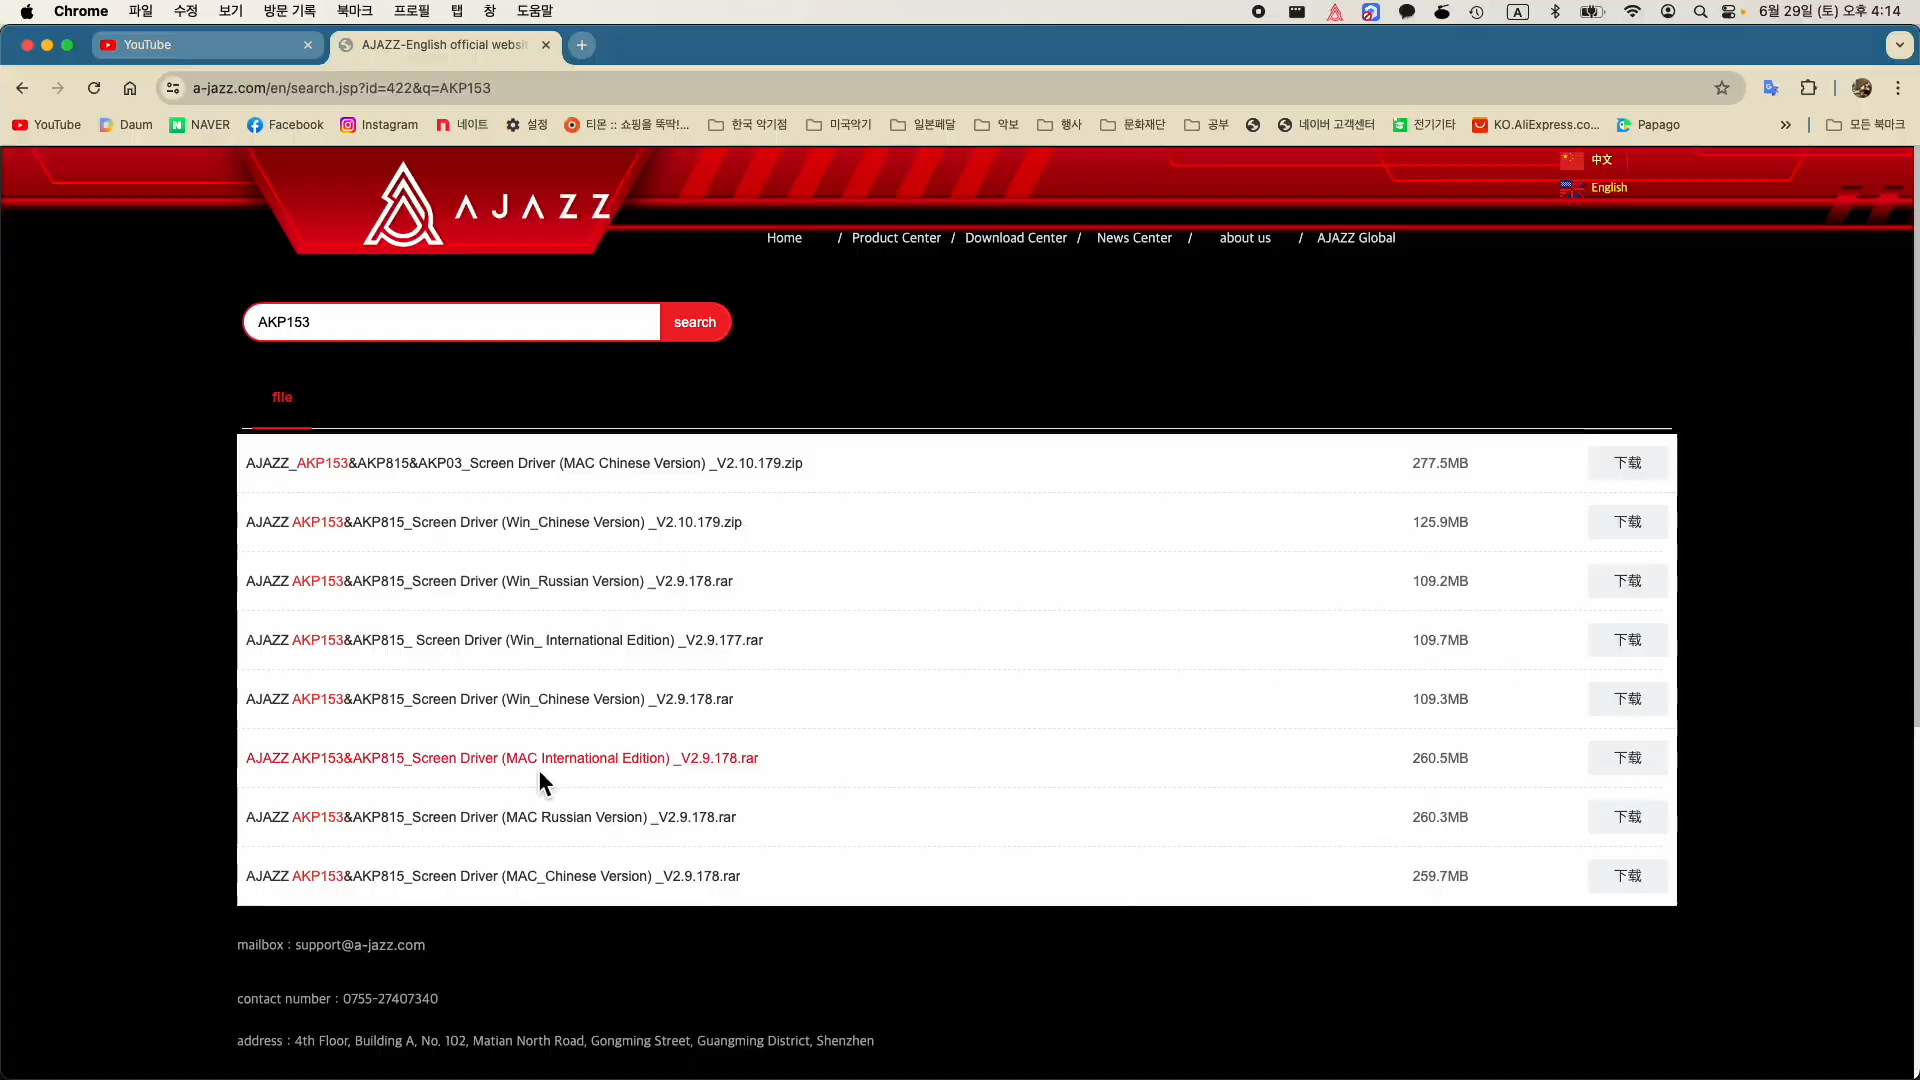 Chrome 파일 수정 보기 방문 기록 북마크 프로필 탭 창 도움말 A 6월 29일 (토) 오후 4:14
YouTube AJAZZ-English official websi
a-jazz.com/en/search.jsp?id=422&q=AKP153
YouTube Daum NAVER Facebook Instagram 네이트 설정 티몬 :: 쇼핑을 뚝딱!... 한국 악기점 미국악기 일본페달 악보 행사 문화재단 공부 네이버 고객센터 전기기타 KO.AliExpress.co... Papago » 모든 북마크
中文
English
AJAZZ
Home / Product Center / Download Center / News Center / about us / AJAZZ Global
AKP153 search
file
AJAZZ_AKP153&AKP815&AKP03_Screen Driver (MAC Chinese Version) _V2.10.179.zip 277.5MB 下载
AJAZZ AKP153&AKP815_Screen Driver (Win_Chinese Version) _V2.10.179.zip 125.9MB 下载
AJAZZ AKP153&AKP815_Screen Driver (Win_Russian Version) _V2.9.178.rar 109.2MB 下载
AJAZZ AKP153&AKP815_ Screen Driver (Win_ International Edition) _V2.9.177.rar 109.7MB 下载
AJAZZ AKP153&AKP815_Screen Driver (Win_Chinese Version) _V2.9.178.rar 109.3MB 下载
AJAZZ AKP153&AKP815_Screen Driver (MAC International Edition) _V2.9.178.rar 260.5MB 下载
AJAZZ AKP153&AKP815_Screen Driver (MAC Russian Version) _V2.9.178.rar 260.3MB 下载
AJAZZ AKP153&AKP815_Screen Driver (MAC_Chinese Version) _V2.9.178.rar 259.7MB 下载
mailbox : support@a-jazz.com
contact number : 0755-27407340
address : 4th Floor, Building A, No. 102, Matian North Road, Gongming Street, Guangming District, Shenzhen